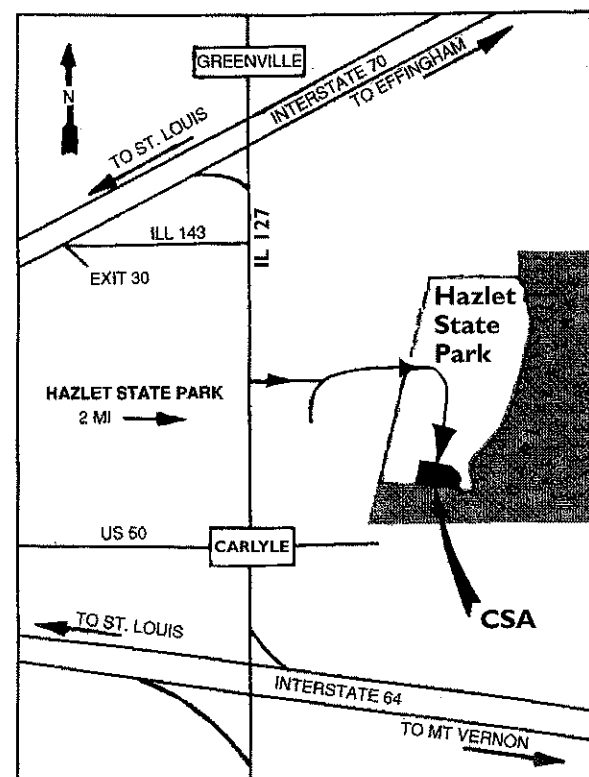 GREENVILLE
INTERSTATE 70
TO EFFINGHAM
N
TO ST. LOUIS
IL 127
ILL 143
EXIT 30
Hazlet
State
Park
HAZLET STATE PARK
2 MI
US 50
CARLYLE
CSA
TO ST. LOUIS
INTERSTATE 64
TO MT VERNON